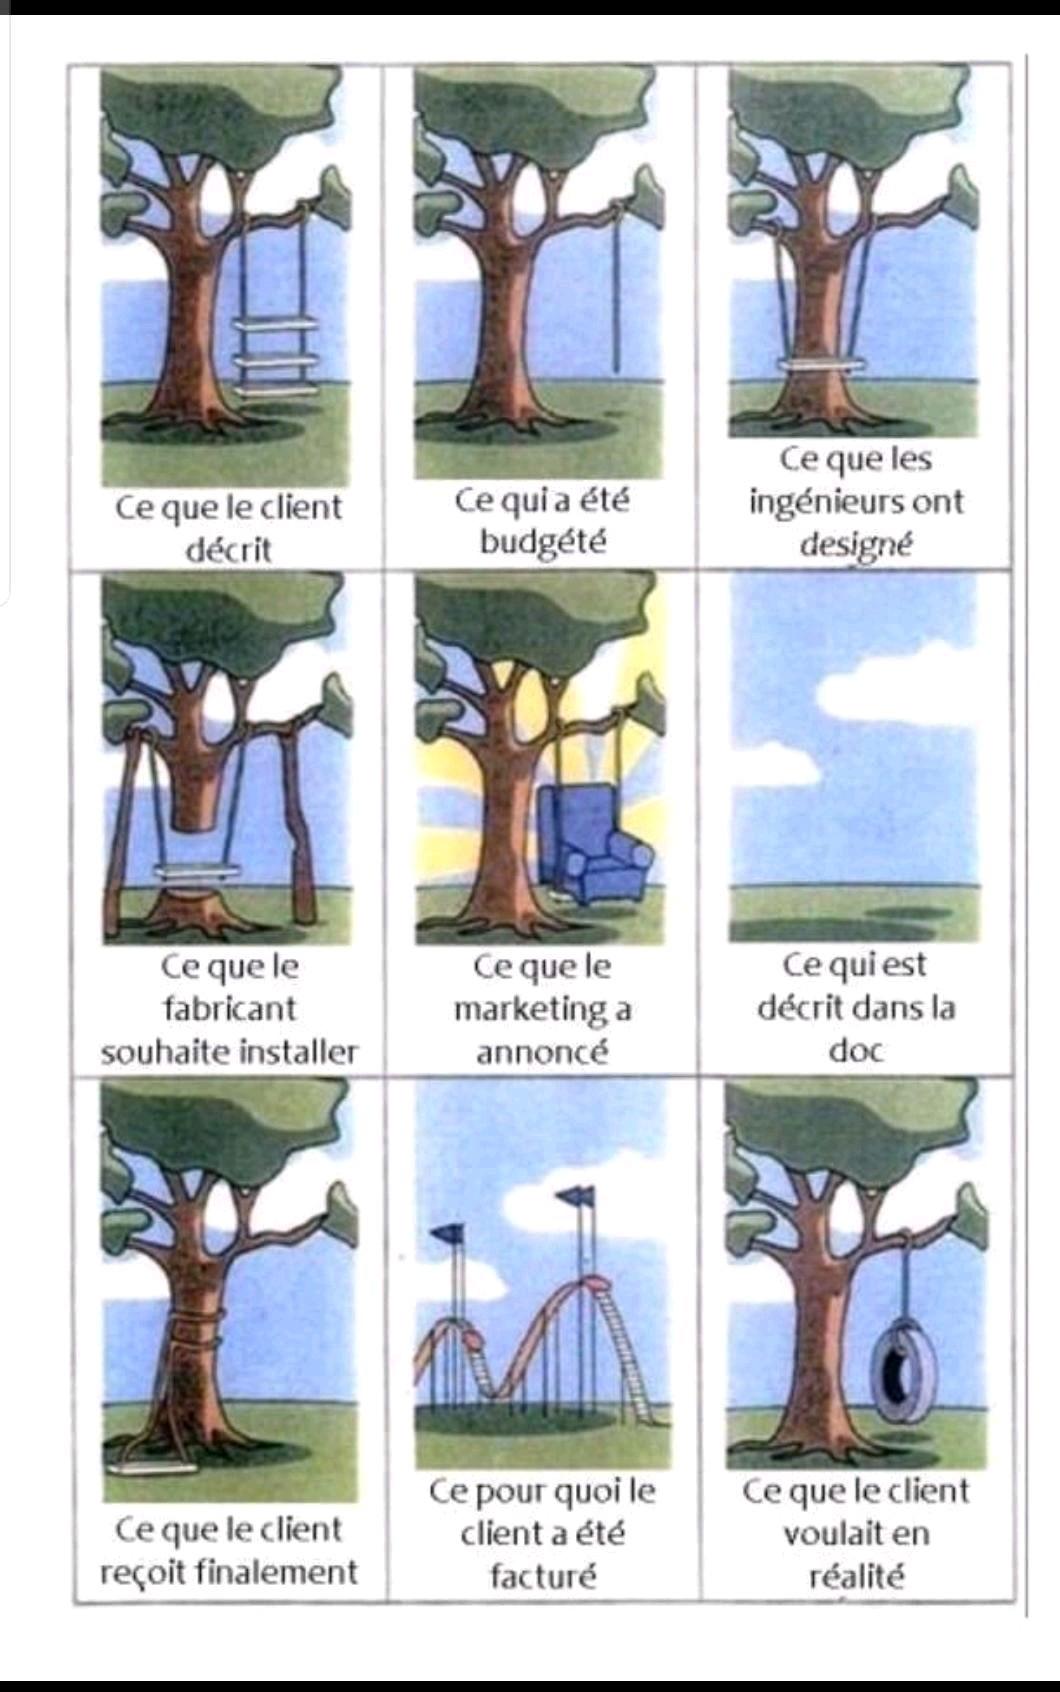 Ce que le client
décrit
Ce qui a été
budgété
Ce que les
ingénieurs ont
designé
Ce que le
fabricant
souhaite installer
Ce que le
marketing a
annoncé
Ce qui est
décrit dans la
doc
Ce que le client
reçoit finalement
Ce pour quoi le
client a été
facturé
Ce que le client
voulait en
réalité